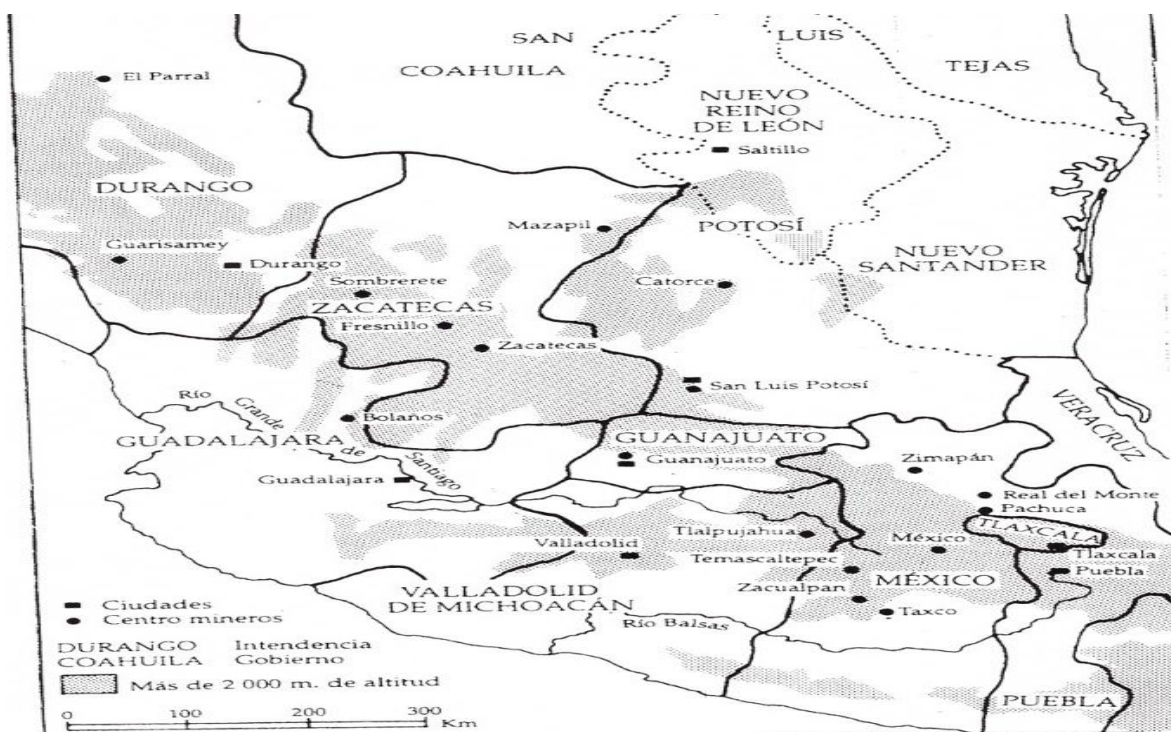 SAN
LUIS
COAHUILA
TEJAS
El Parral
NUEVO
REINO
DE LEÓN
Saltillo
DURANGO
Mazapil
POTOSÍ
Guarisamey
Durango
NUEVO
SANTANDER
Sombrerete
Catorce
ZACATECAS
Fresnillo
Zacatecas
San Luis Potosí
Río Grande de Santiago
Bolaños
VERACRUZ
GUADALAJARA
GUANAJUATO
Guanajuato
Zimapán
Guadalajara
Real del Monte
Pachuca
TLAXCALA
Tlalpujahua
México
Valladolid
Tlaxcala
Temascaltepec
Puebla
MÉXICO
VALLADOLID
DE MICHOACÁN
Zacualpán
Taxco
Río Balsas
PUEBLA
Ciudades
Centro mineros
DURANGO Intendencia
COAHUILA Gobierno
Más de 2 000 m. de altitud
0 100 200 300
Km